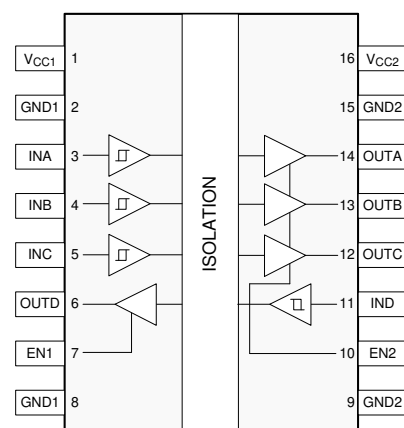 VCC1 1 16 VCC2
GND1 2 15 GND2
INA 3 14 OUTA
INB 4 13 OUTB
INC 5 12 OUTC
OUTD 6 11 IND
EN1 7 10 EN2
GND1 8 9 GND2
ISOLATION